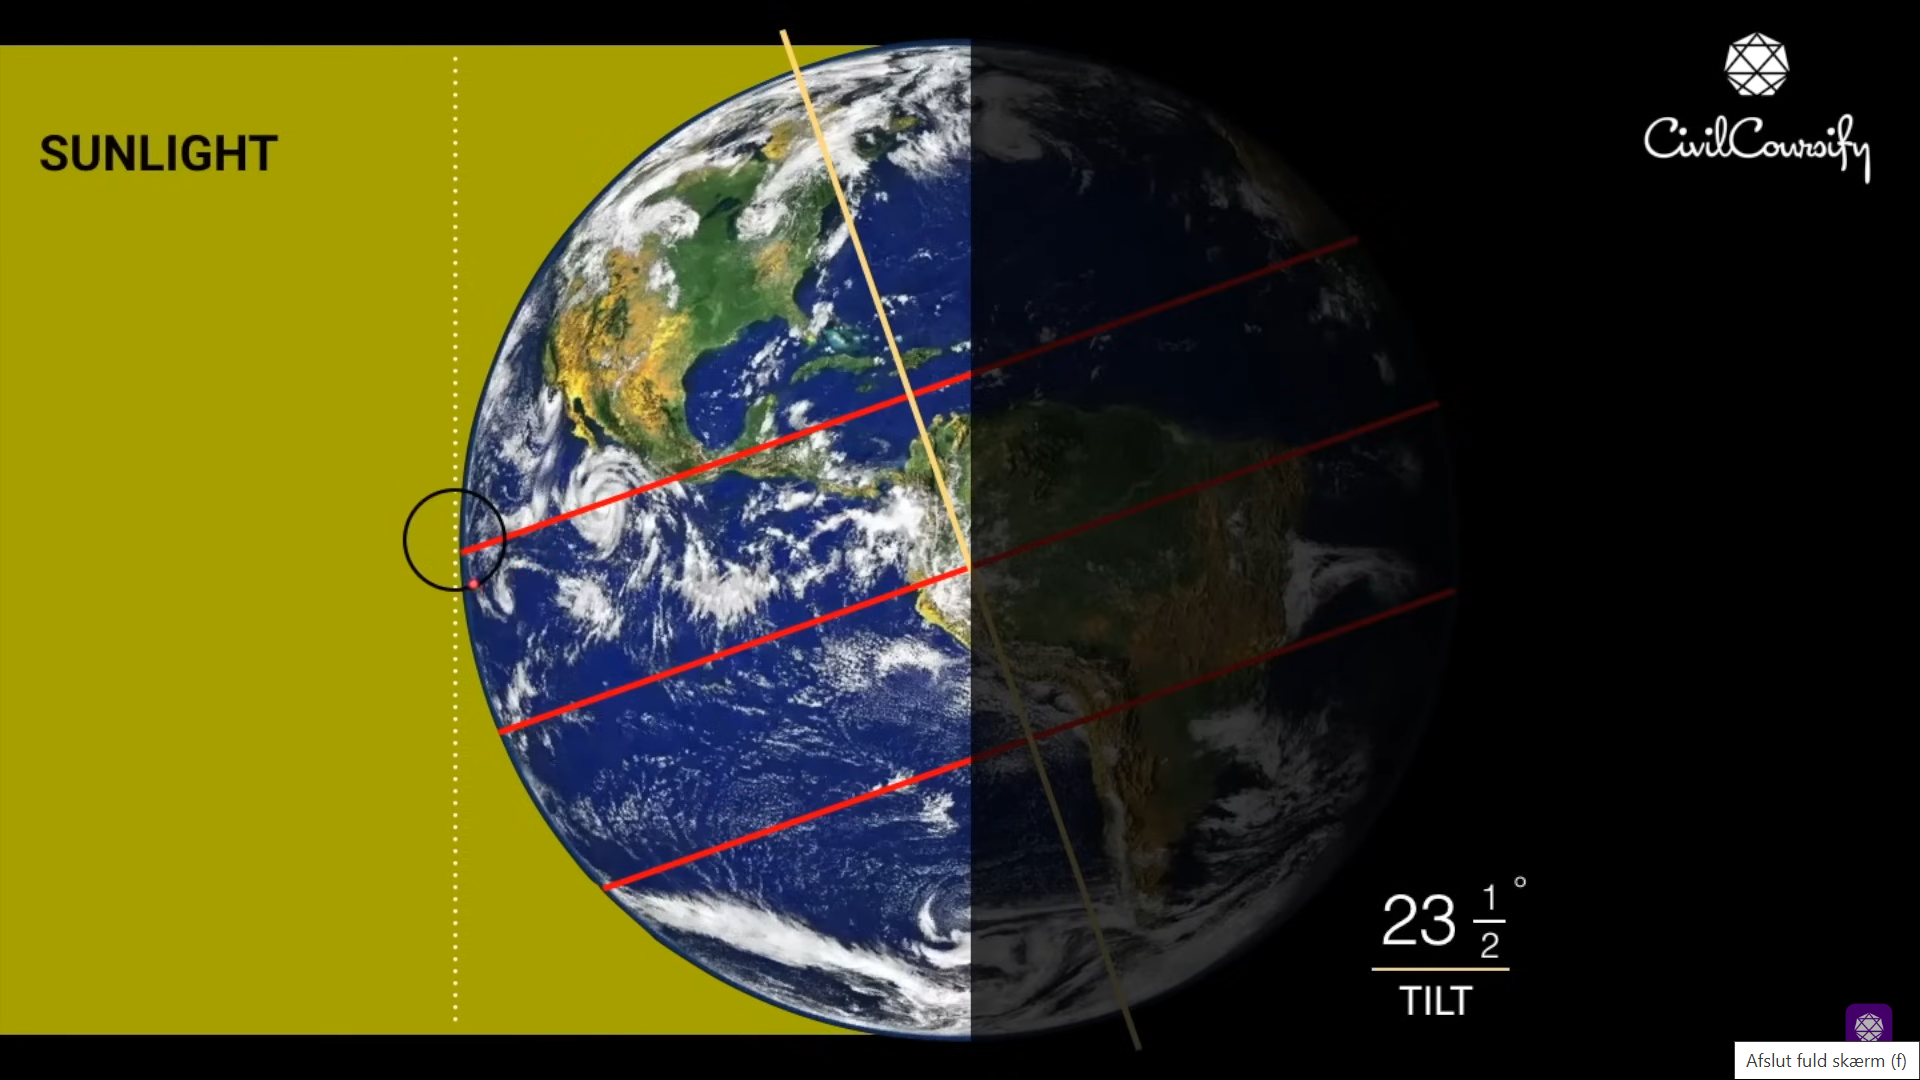 SUNLIGHT
CivilCoursify
23 1/2°
TILT
Afslut fuld skærm (f)